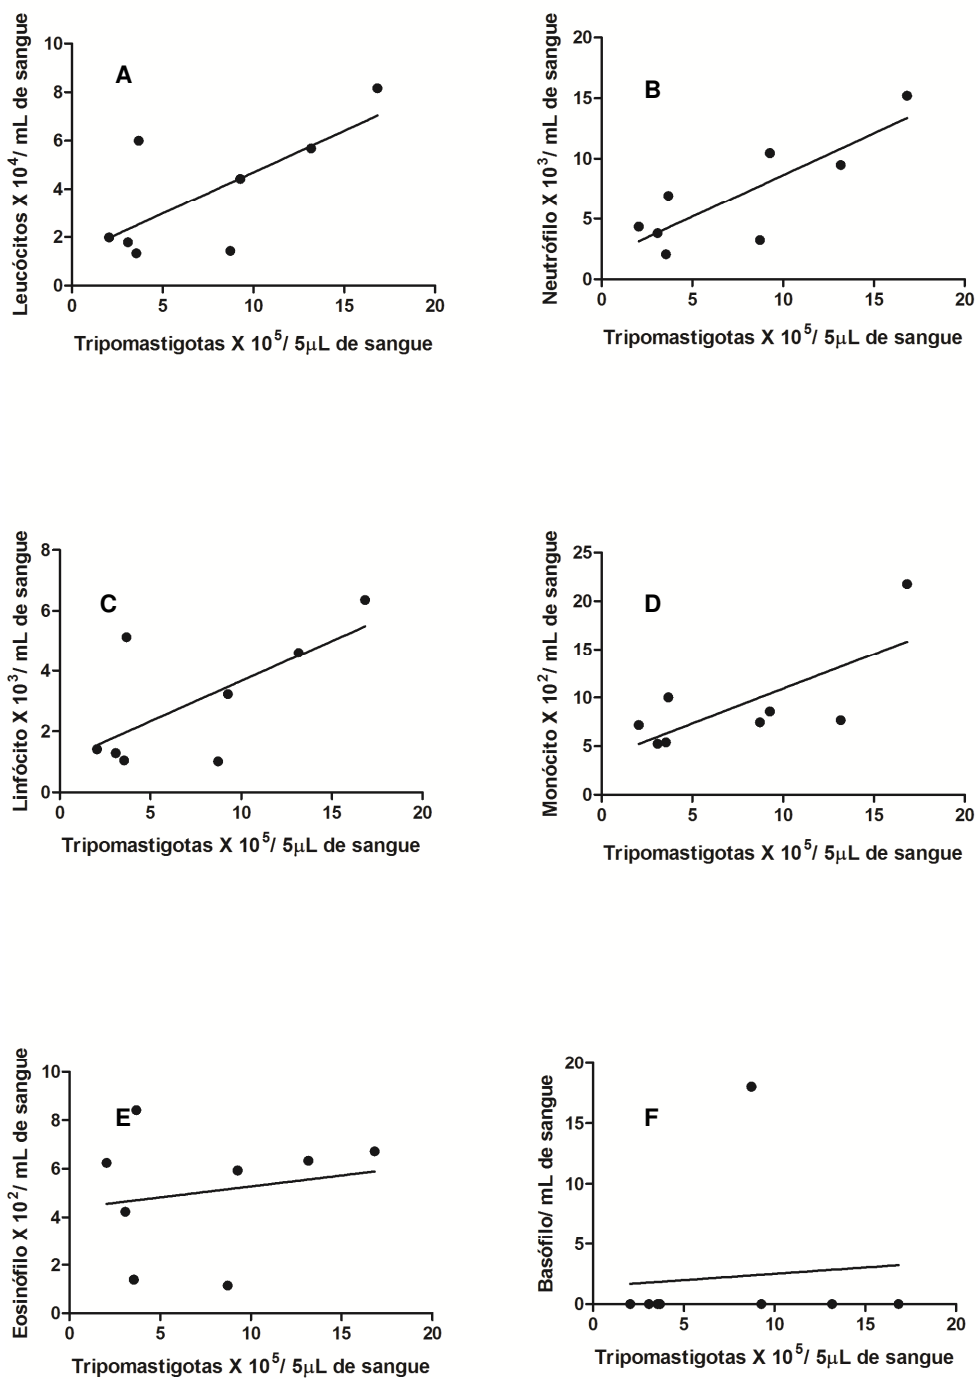 A
Leucócitos X 10⁴/ mL de sangue
10
8
6
4
2
0
0 5 10 15 20
Tripomastigotas X 10⁵/ 5µL de sangue
B
Neutrófilo X 10³/ mL de sangue
20
15
10
5
0
0 5 10 15 20
Tripomastigotas X 10⁵/ 5µL de sangue
C
Linfócito X 10³/ mL de sangue
8
6
4
2
0
0 5 10 15 20
Tripomastigotas X 10⁵/ 5µL de sangue
D
Monócito X 10²/ mL de sangue
25
20
15
10
5
0
0 5 10 15 20
Tripomastigotas X 10⁵/ 5µL de sangue
E
Eosinófilo X 10²/ mL de sangue
10
8
6
4
2
0
0 5 10 15 20
Tripomastigotas X 10⁵/ 5µL de sangue
F
Basófilo/ mL de sangue
20
15
10
5
0
0 5 10 15 20
Tripomastigotas X 10⁵/ 5µL de sangue